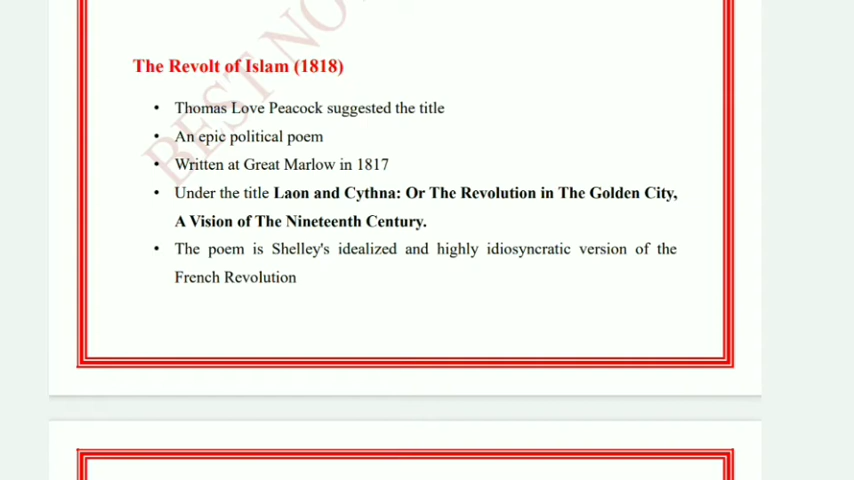 BEST NO
The Revolt of Islam (1818)
• Thomas Love Peacock suggested the title
• An epic political poem
• Written at Great Marlow in 1817
• Under the title Laon and Cythna: Or The Revolution in The Golden City,
A Vision of The Nineteenth Century.
• The poem is Shelley's idealized and highly idiosyncratic version of the
French Revolution